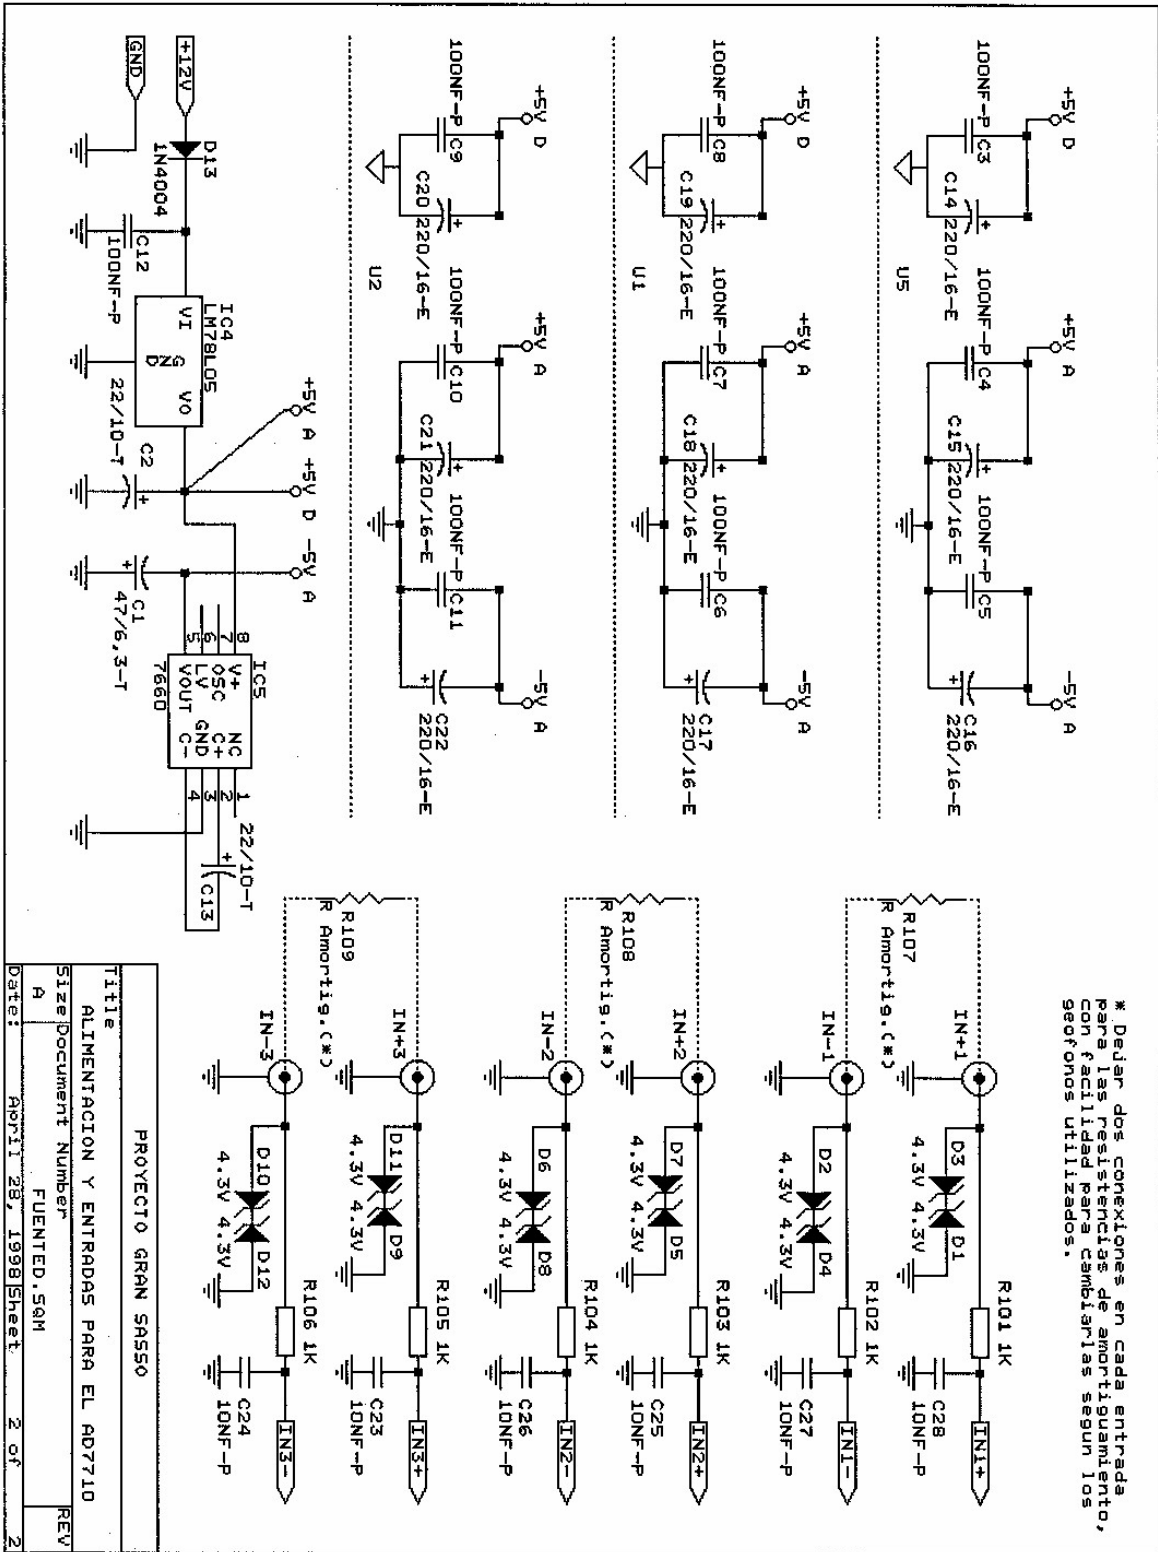 * Dejar dos conexiones en cada entrada
para las resistencias de amortiguamiento,
con facilidad para cambiarlas segun los
geofonos utilizados.
+5V D
100NF-P C3
C14 220/16-E
+5V A
100NF-P C4
C15 220/16-E
100NF-P C5
-5V A
C16
220/16-E
U5
+5V D
100NF-P C8
C19 220/16-E
+5V A
100NF-P C7
C18 220/16-E
100NF-P C6
-5V A
C17
220/16-E
U1
+5V D
100NF-P C9
C20 220/16-E
+5V A
100NF-P C10
C21 220/16-E
100NF-P C11
-5V A
C22
220/16-E
U2
+12V
GND
D13
1N4004
C12
100NF-P
IC4
LM78L05
VI
GND
VO
C2
22/10-T
+5V A
+5V D
-5V A
C1
47/6,3-T
IC5
7660
8 V+
7 OSC
6 LV
5 VOUT
NC 1
C+ 2
GND 3
C- 4
22/10-T
C13
R107
R Amortig.(*)
IN+1
D3 D1
4.3V 4.3V
R101 1K
C28
10NF-P
IN1+
IN-1
D2 D4
4.3V 4.3V
R102 1K
C27
10NF-P
IN1-
R108
R Amortig.(*)
IN+2
D7 D5
4.3V 4.3V
R103 1K
C25
10NF-P
IN2+
IN-2
D6 D8
4.3V 4.3V
R104 1K
C26
10NF-P
IN2-
R109
R Amortig.(*)
IN+3
D11 D9
4.3V 4.3V
R105 1K
C23
10NF-P
IN3+
IN-3
D10 D12
4.3V 4.3V
R106 1K
C24
10NF-P
IN3-
PROYECTO GRAN SASSO
Title
ALIMENTACION Y ENTRADAS PARA EL AD7710
Size Document Number REV
A FUENTED.SQM
Date: April 28, 1998 Sheet 2 of 2